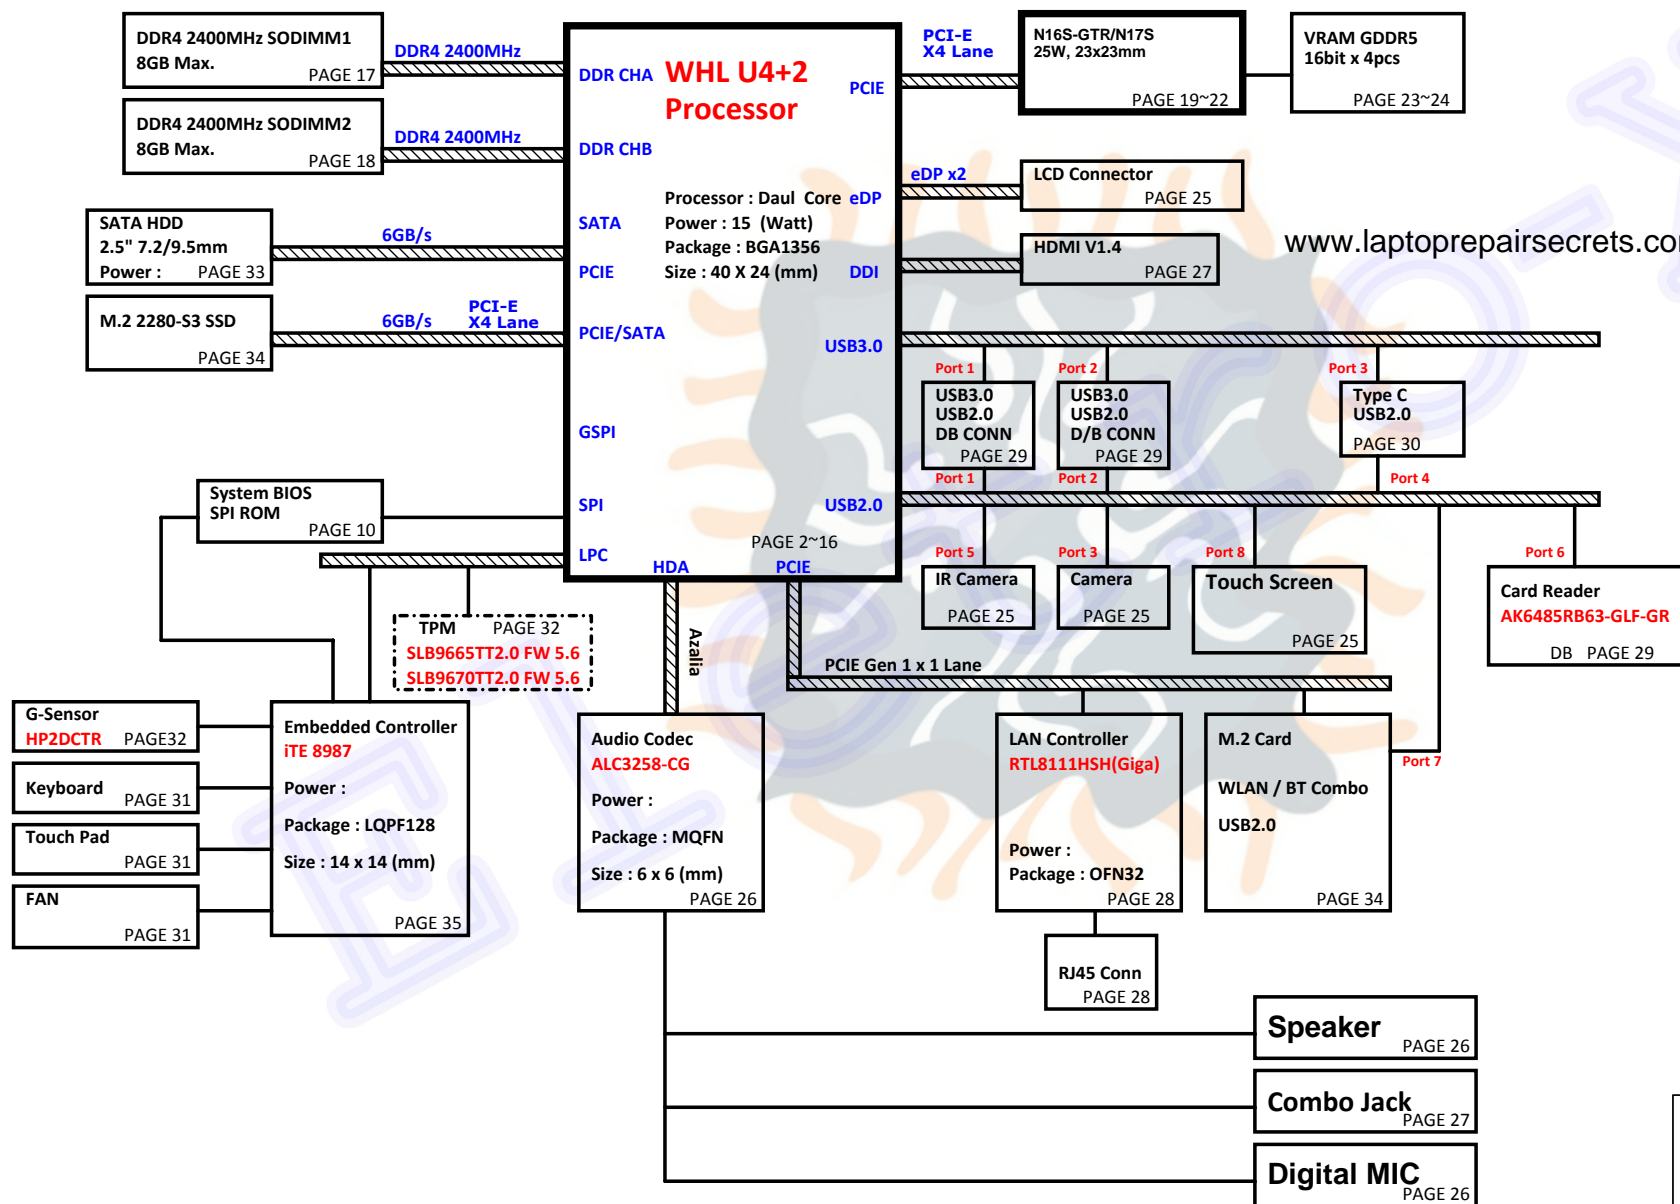 DDR4 2400MHz SODIMM1
8GB Max.
PAGE 17
DDR4 2400MHz
DDR4 2400MHz SODIMM2
8GB Max.
PAGE 18
DDR4 2400MHz
SATA HDD
2.5" 7.2/9.5mm
Power :
PAGE 33
6GB/s
M.2 2280-S3 SSD
PAGE 34
6GB/s
PCI-E
X4 Lane
WHL U4+2
Processor
DDR CHA
DDR CHB
SATA
PCIE
PCIE/SATA
GSPI
SPI
LPC
HDA
PCIE
PCIE
eDP
DDI
USB3.0
USB2.0
Processor : Daul Core
Power : 15 (Watt)
Package : BGA1356
Size : 40 X 24 (mm)
PAGE 2~16
PCI-E
X4 Lane
N16S-GTR/N17S
25W, 23x23mm
PAGE 19~22
VRAM GDDR5
16bit x 4pcs
PAGE 23~24
eDP x2
LCD Connector
PAGE 25
HDMI V1.4
PAGE 27
www.laptoprepairsecrets.co
Port 1
USB3.0
USB2.0
DB CONN
PAGE 29
Port 1
Port 2
USB3.0
USB2.0
D/B CONN
PAGE 29
Port 2
Port 3
Type C
USB2.0
PAGE 30
Port 4
System BIOS
SPI ROM
PAGE 10
TPM
PAGE 32
SLB9665TT2.0 FW 5.6
SLB9670TT2.0 FW 5.6
Port 5
IR Camera
PAGE 25
Port 3
Camera
PAGE 25
Port 8
Touch Screen
PAGE 25
Port 6
Card Reader
AK6485RB63-GLF-GR
DB PAGE 29
Azalia
PCIE Gen 1 x 1 Lane
G-Sensor
HP2DCTR
PAGE32
Keyboard
PAGE 31
Touch Pad
PAGE 31
FAN
PAGE 31
Embedded Controller
iTE 8987
Power :
Package : LQPF128
Size : 14 x 14 (mm)
PAGE 35
Audio Codec
ALC3258-CG
Power :
Package : MQFN
Size : 6 x 6 (mm)
PAGE 26
LAN Controller
RTL8111HSH(Giga)
Power :
Package : OFN32
PAGE 28
M.2 Card
WLAN / BT Combo
USB2.0
PAGE 34
Port 7
RJ45 Conn
PAGE 28
Speaker
PAGE 26
Combo Jack
PAGE 27
Digital MIC
PAGE 26